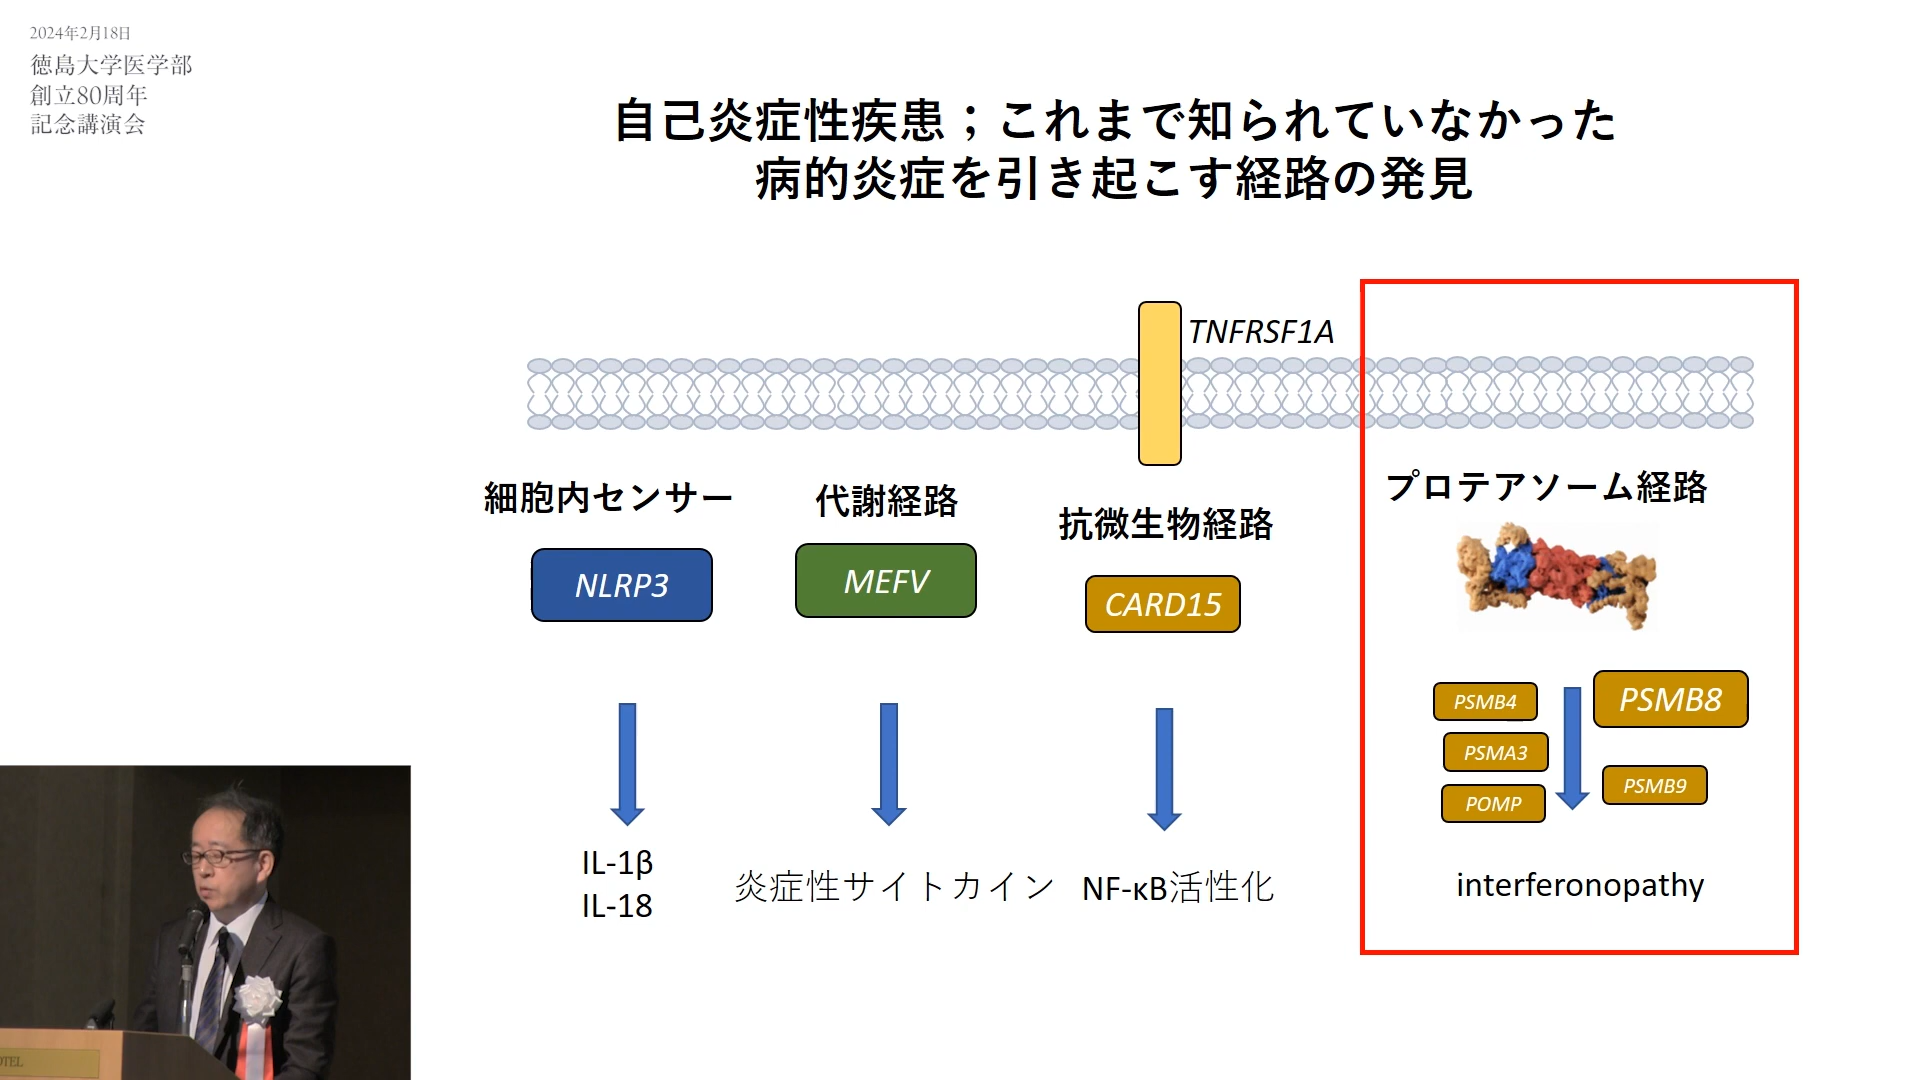 2024年2月18日
徳島大学医学部
創立80周年
記念講演会
自己炎症性疾患；これまで知られていなかった
病的炎症を引き起こす経路の発見
TNFRSF1A
細胞内センサー
代謝経路
抗微生物経路
プロテアソーム経路
NLRP3
MEFV
CARD15
PSMB4
PSMB8
PSMA3
PSMB9
POMP
IL-1β
IL-18
炎症性サイトカイン
NF-κB活性化
interferonopathy
OTEL